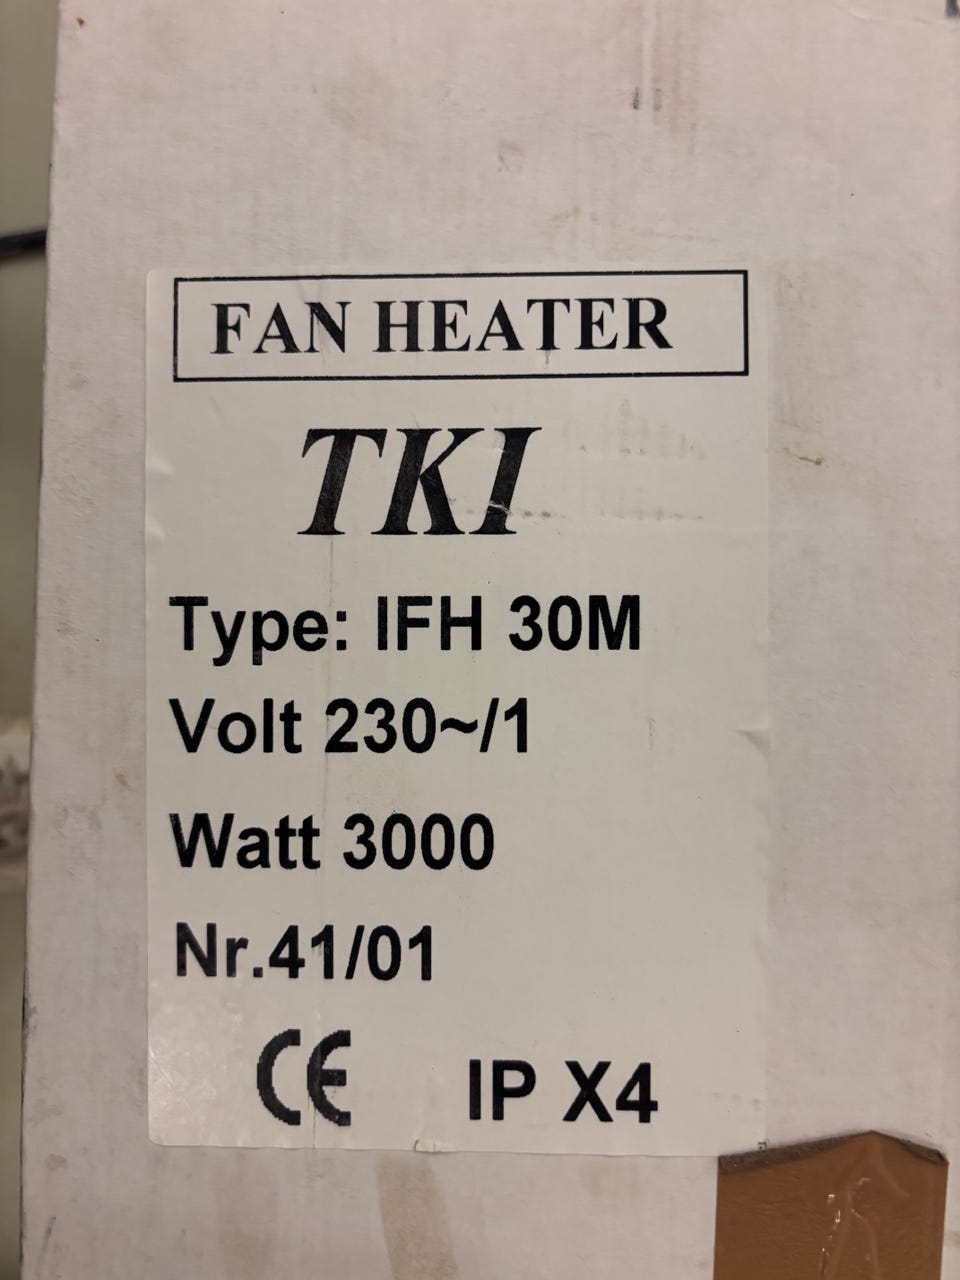 FAN HEATER
TKI
Type: IFH 30M
Volt 230~/1
Watt 3000
Nr.41/01
CE IP X4